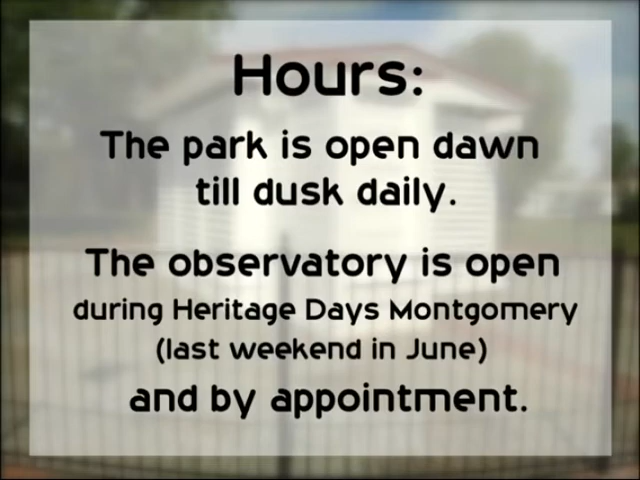 Hours:
The park is open dawn
till dusk daily.
The observatory is open
during Heritage Days Montgomery
(last weekend in June)
and by appointment.